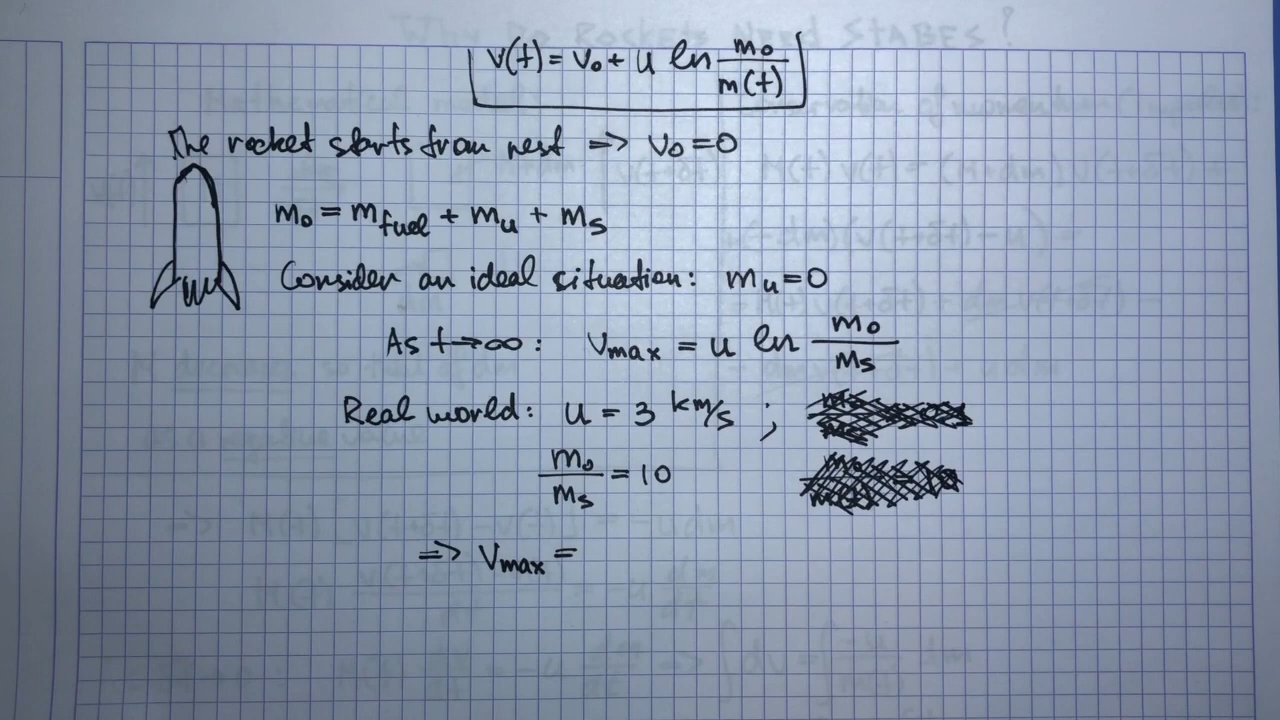 v(t) = v₀ + u ln m₀/m(t)
The rocket starts from rest => v₀ = 0
m₀ = m_fuel + m_u + m_s
Consider an ideal situation: m_u = 0
As t→∞: v_max = u ln m₀/m_s
Real world: u = 3 km/s ;
m₀/m_s = 10
=> v_max =